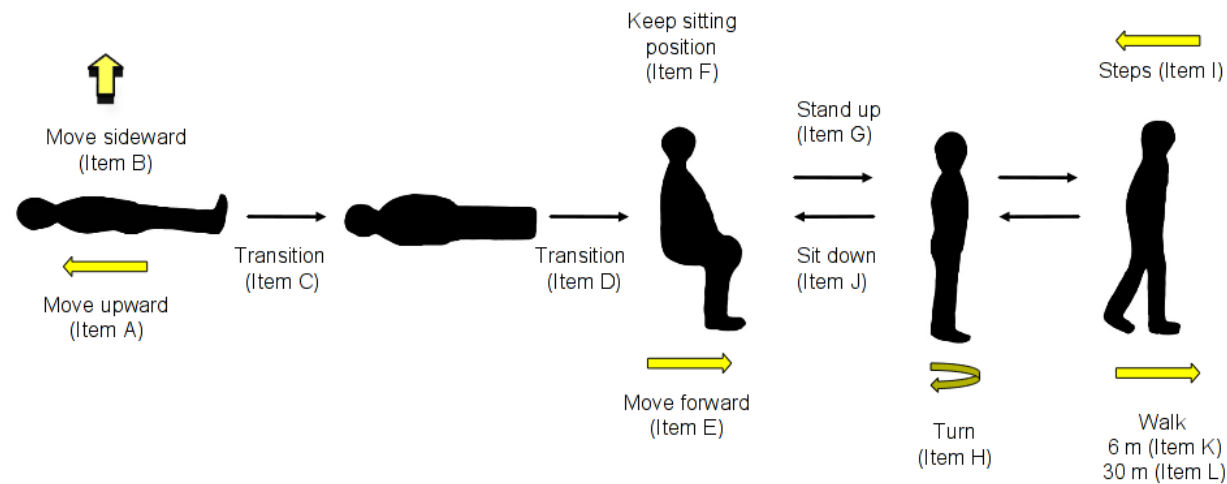 Move sideward
(Item B)
Move upward
(Item A)
Transition
(Item C)
Transition
(Item D)
Keep sitting
position
(Item F)
Move forward
(Item E)
Stand up
(Item G)
Sit down
(Item J)
Turn
(Item H)
Steps (Item I)
Walk
6 m (Item K)
30 m (Item L)